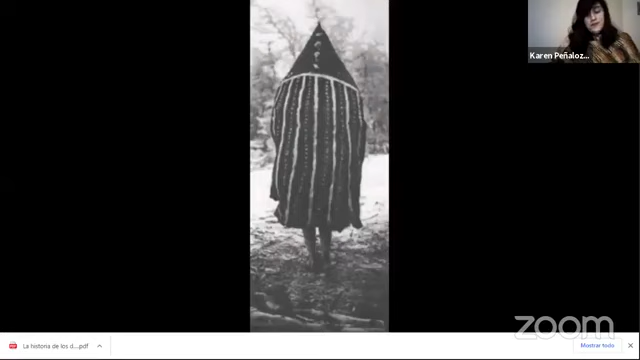 Karen Peñaloz...
zoom
La historia de los d....pdf
Mostrar todo